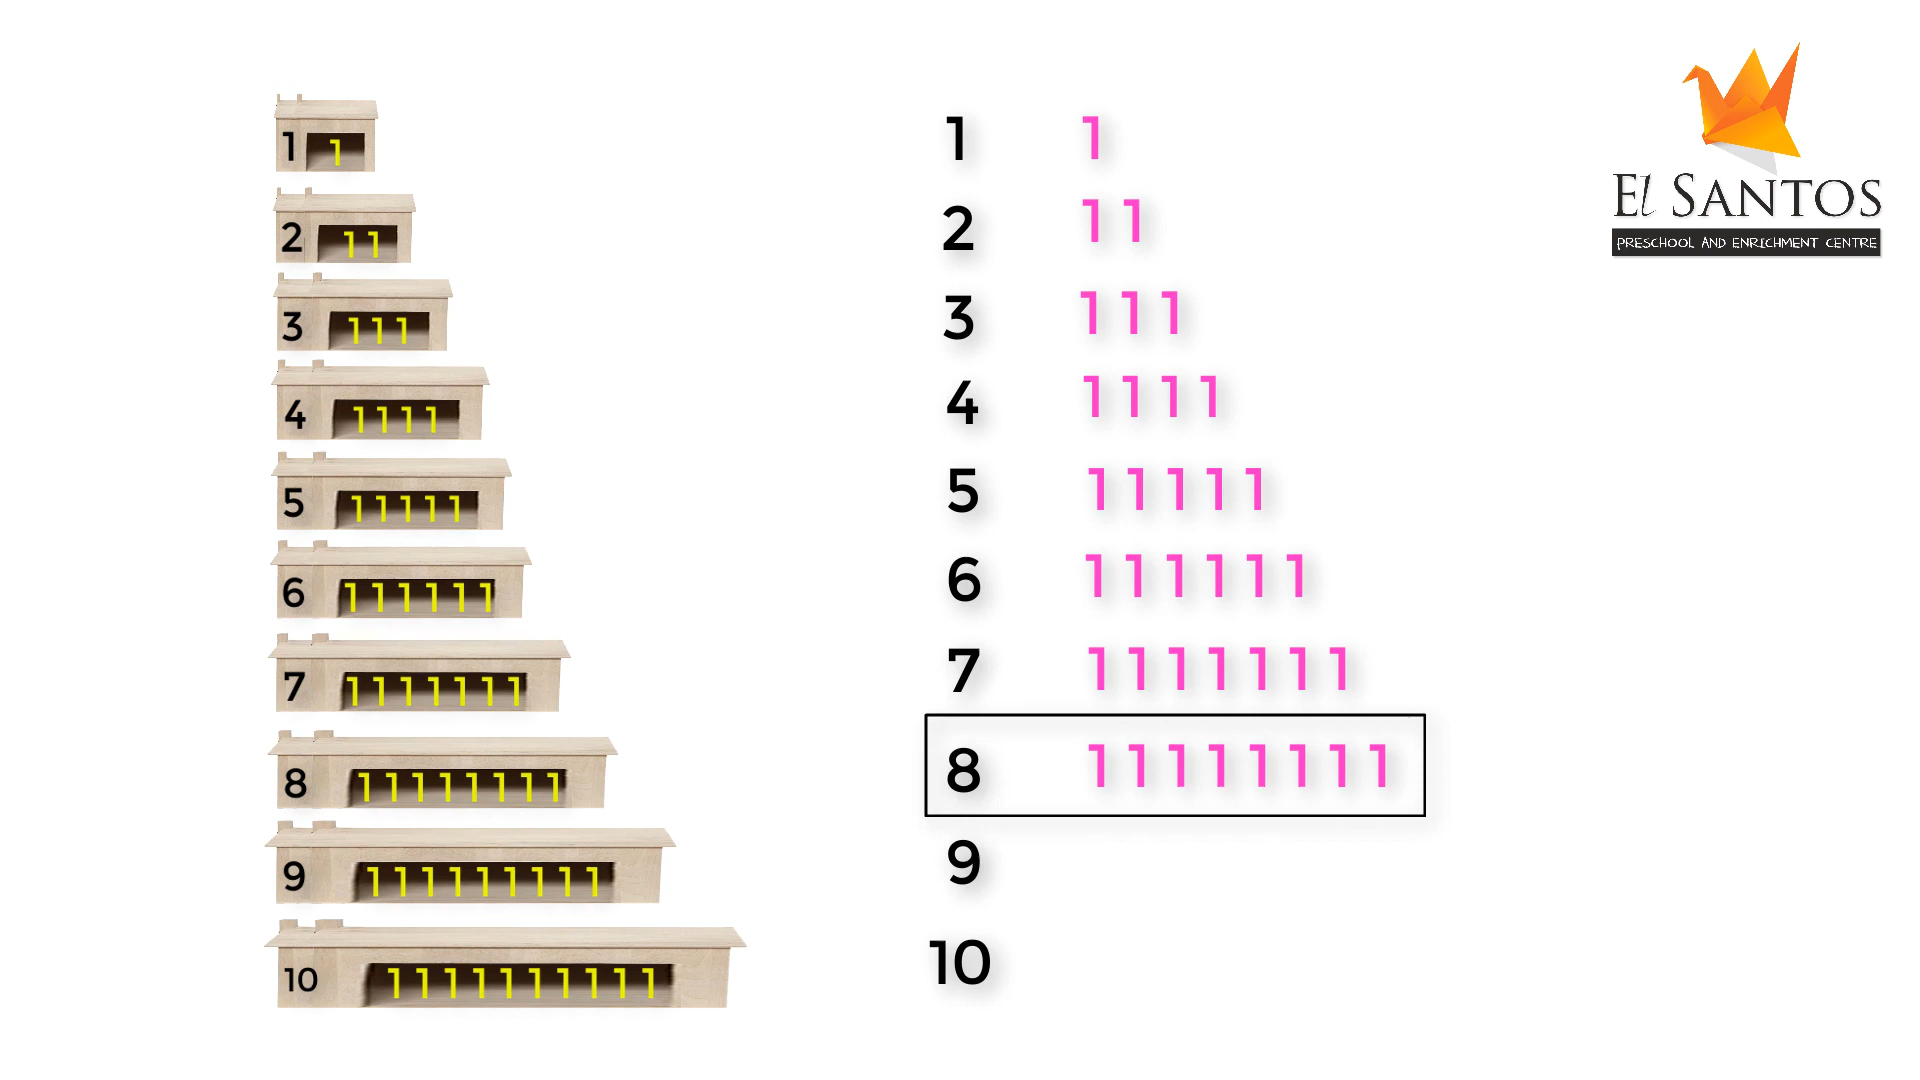 1 1
2 11
3 111
4 1111
5 11111
6 111111
7 1111111
8 11111111
9 111111111
10 1111111111
1 1
2 1 1
3 1 1 1
4 1 1 1 1
5 1 1 1 1 1
6 1 1 1 1 1 1
7 1 1 1 1 1 1 1
8 1 1 1 1 1 1 1 1
9
10
El Santos
PRESCHOOL AND ENRICHMENT CENTRE